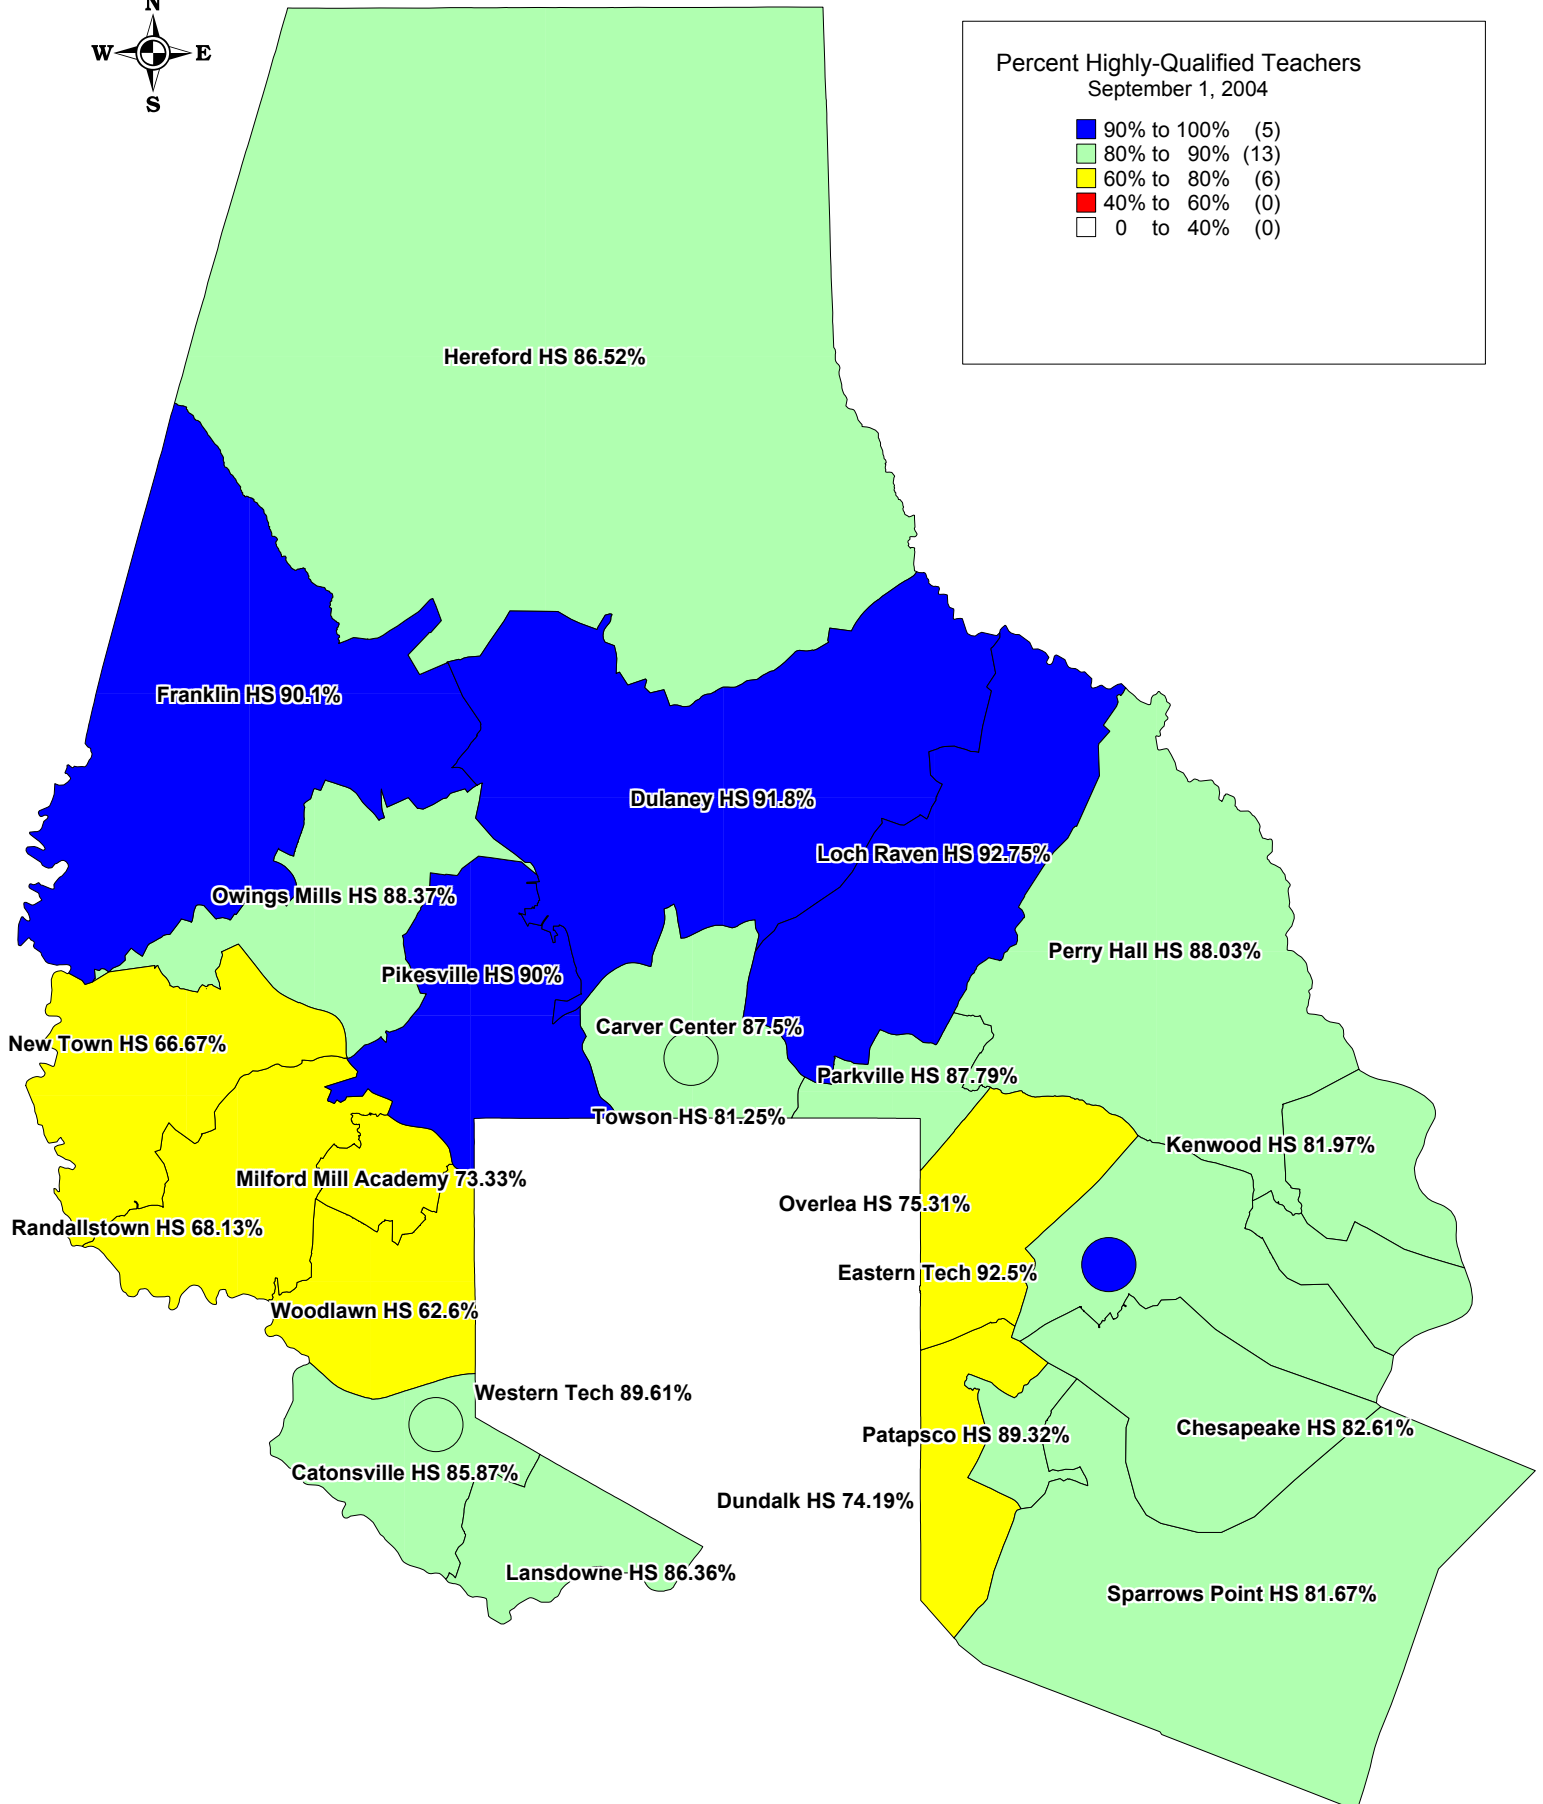 N
W E
S
Percent Highly-Qualified Teachers
September 1, 2004
90% to 100% (5)
80% to 90% (13)
60% to 80% (6)
40% to 60% (0)
0 to 40% (0)
Hereford HS 86.52%
Franklin HS 90.1%
Dulaney HS 91.8%
Loch Raven HS 92.75%
Owings Mills HS 88.37%
Perry Hall HS 88.03%
Pikesville HS 90%
Carver Center 87.5%
New Town HS 66.67%
Parkville HS 87.79%
Towson HS 81.25%
Kenwood HS 81.97%
Milford Mill Academy 73.33%
Overlea HS 75.31%
Randallstown HS 68.13%
Eastern Tech 92.5%
Woodlawn HS 62.6%
Western Tech 89.61%
Chesapeake HS 82.61%
Patapsco HS 89.32%
Catonsville HS 85.87%
Dundalk HS 74.19%
Lansdowne HS 86.36%
Sparrows Point HS 81.67%